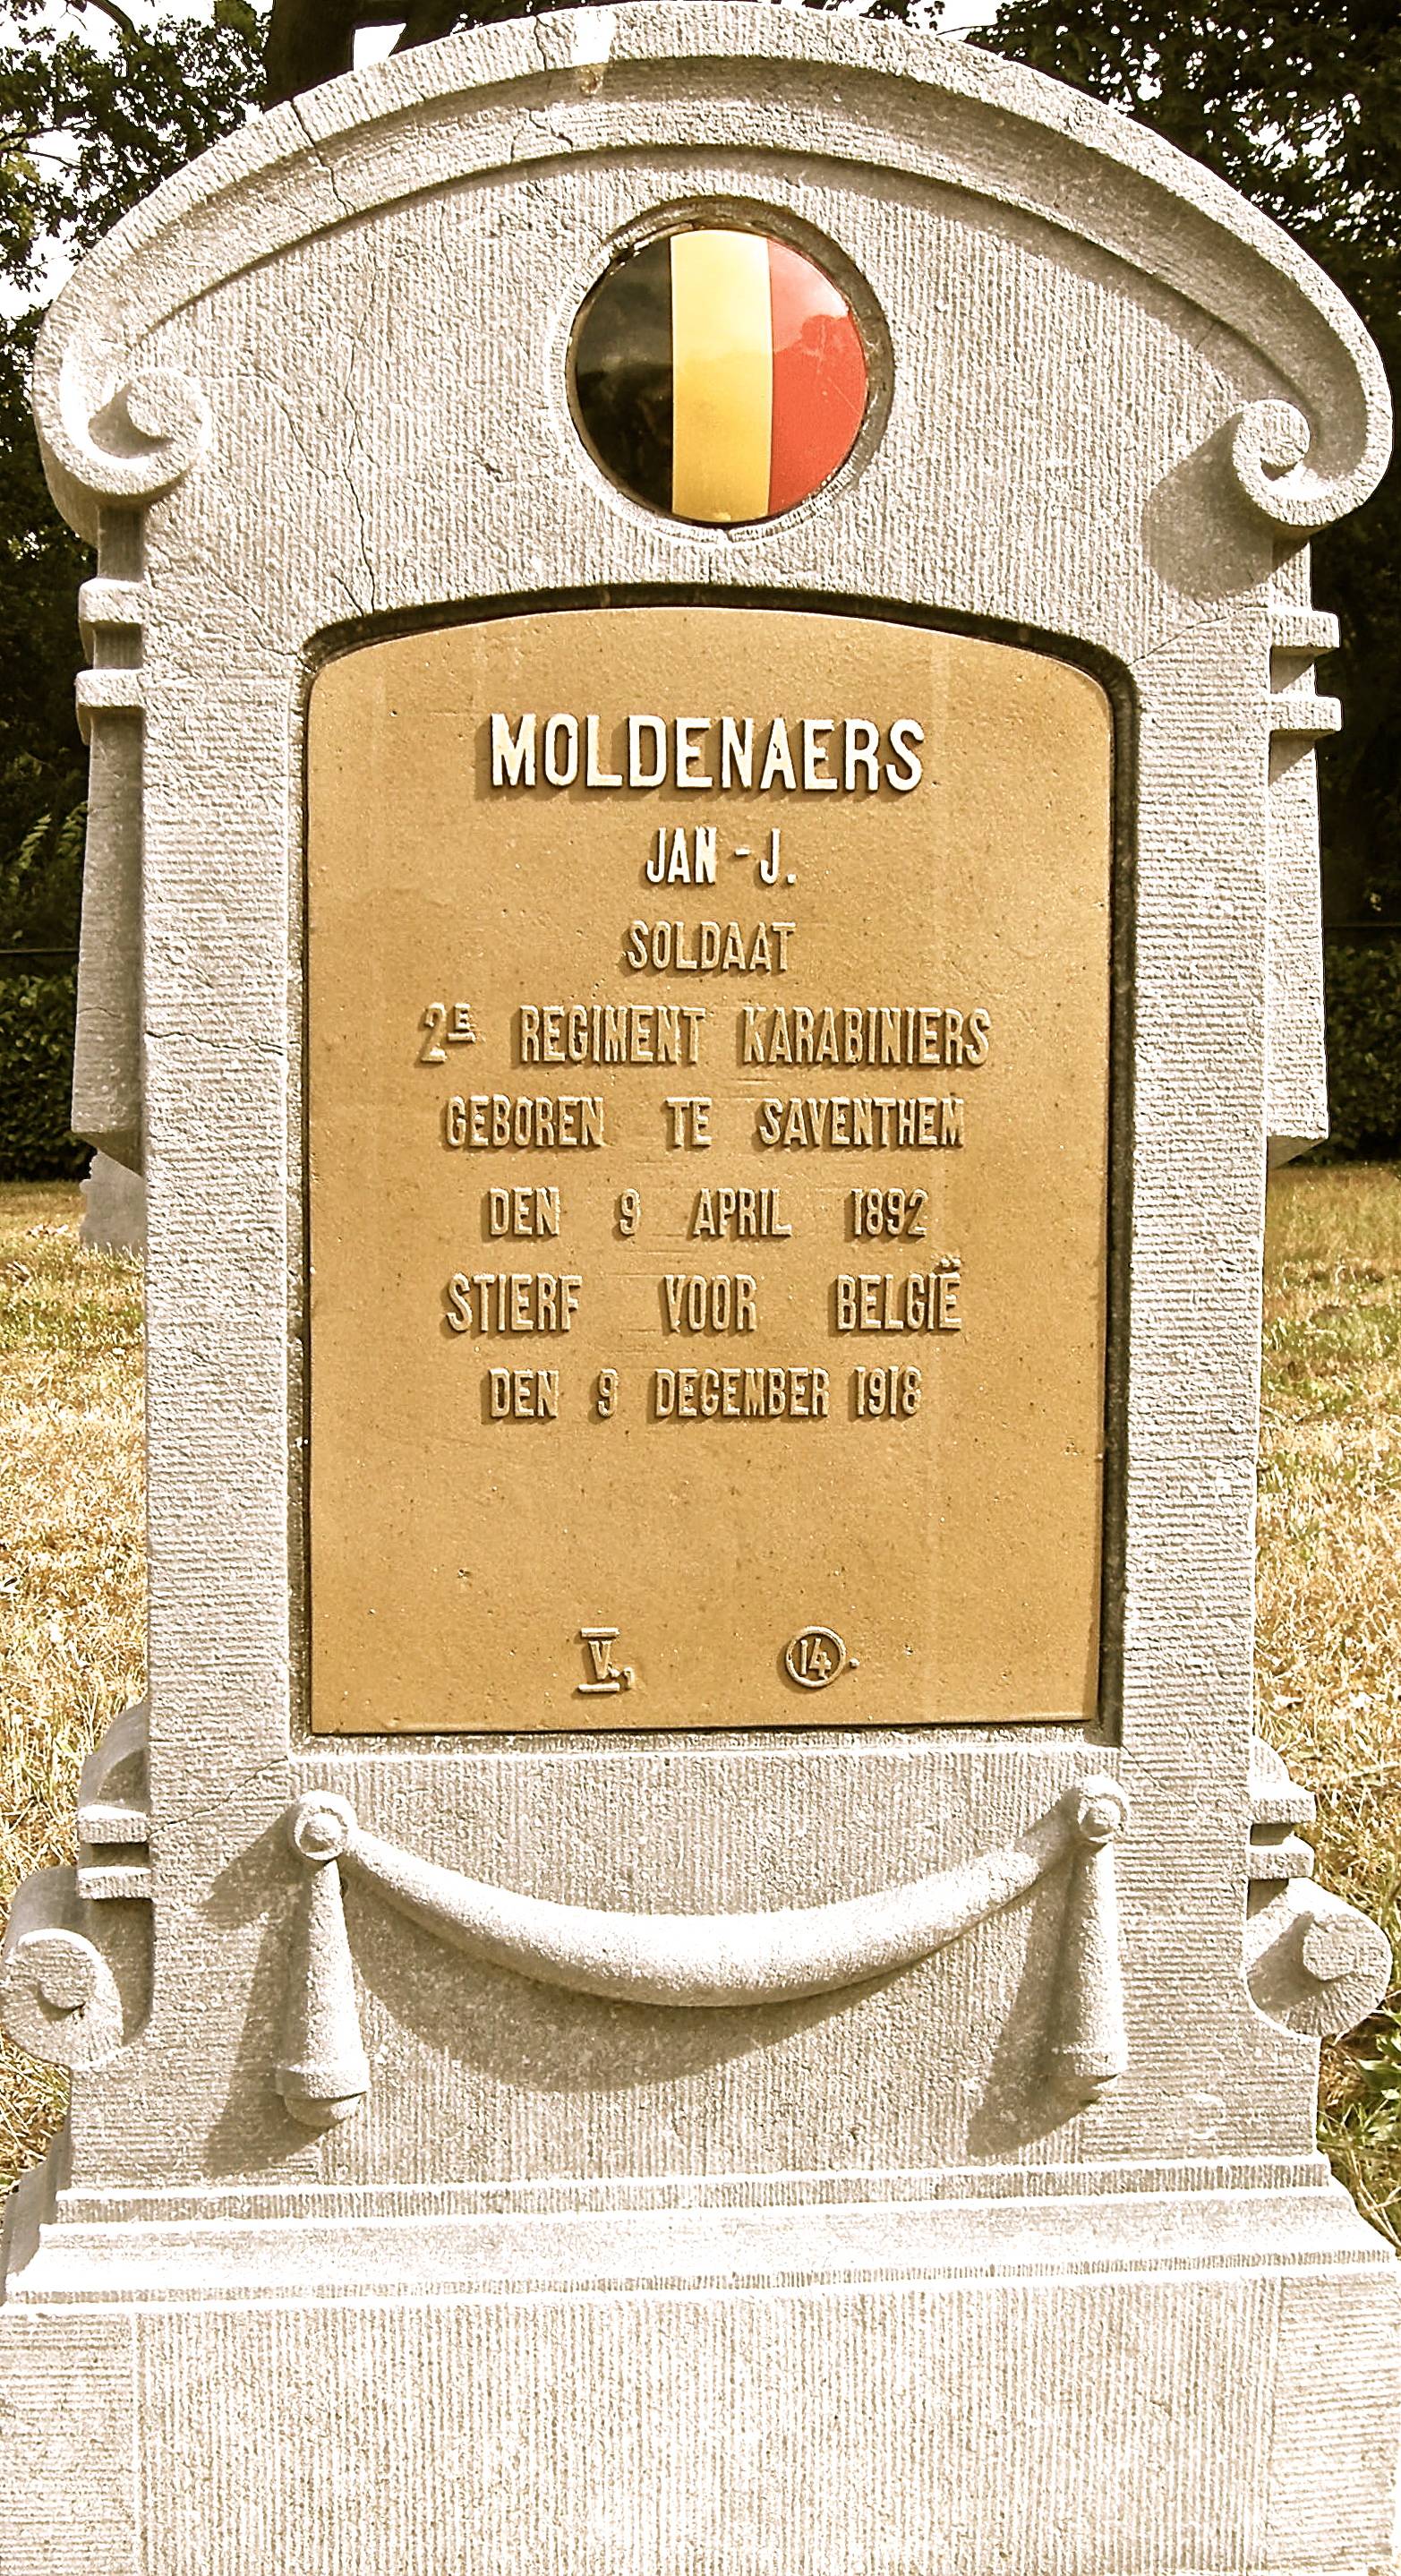 MOLDENAERS
JAN - J.
SOLDAAT
2E REGIMENT KARABINIERS
GEBOREN TE SAVENTHEM
DEN 9 APRIL 1892
STIERF VOOR BELGIË
DEN 9 DECEMBER 1918
V., 14.